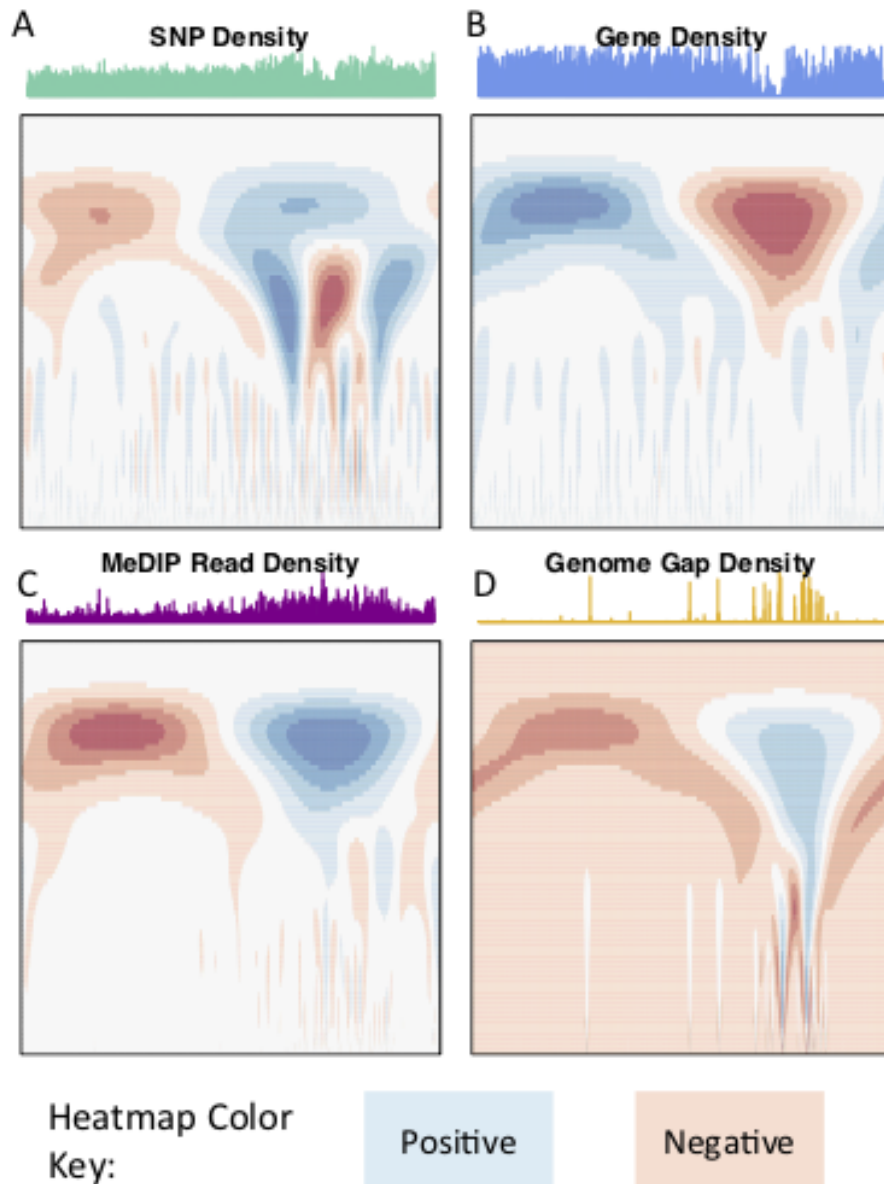 A
SNP Density
B
Gene Density
C
MeDIP Read Density
D
Genome Gap Density
Heatmap Color
Key:
Positive
Negative